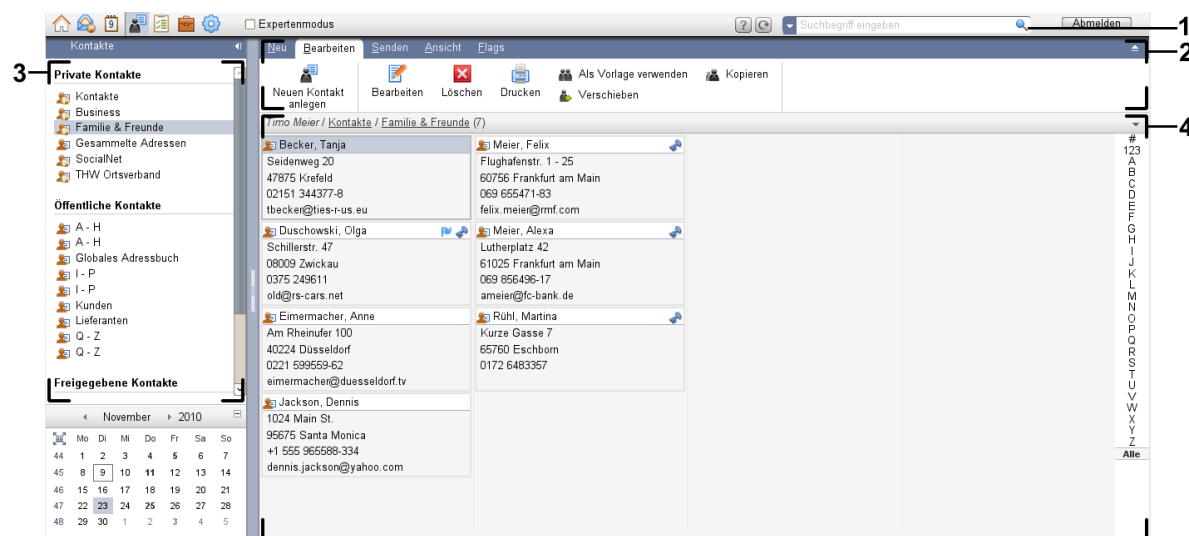 Expertenmodus
Suchbegriff eingeben
Abmelden
1
Kontakte
Neu Bearbeiten Senden Ansicht Flags
2
3
Private Kontakte
Kontakte
Business
Familie & Freunde
Gesammelte Adressen
SocialNet
THW Ortsverband
Öffentliche Kontakte
A - H
A - H
Globales Adressbuch
I - P
I - P
Kunden
Lieferanten
Q - Z
Q - Z
Freigegebene Kontakte
Neuen Kontakt
anlegen
Bearbeiten
Löschen
Drucken
Als Vorlage verwenden
Kopieren
Verschieben
Timo Meier / Kontakte / Familie & Freunde (7)
4
Becker, Tanja
Seidenweg 20
47875 Krefeld
02151 344377-8
tbecker@ties-r-us.eu
Meier, Felix
Flughafenstr. 1 - 25
60756 Frankfurt am Main
069 655471-83
felix.meier@rmf.com
Duschowski, Olga
Schillerstr. 47
08009 Zwickau
0375 249611
old@rs-cars.net
Meier, Alexa
Lutherplatz 42
61025 Frankfurt am Main
069 856496-17
ameier@fc-bank.de
Eimermacher, Anne
Am Rheinufer 100
40224 Düsseldorf
0221 599559-62
eimermacher@duesseldorf.tv
Rühl, Martina
Kurze Gasse 7
65760 Eschborn
0172 6483357
Jackson, Dennis
1024 Main St.
95675 Santa Monica
+1 555 965588-334
dennis.jackson@yahoo.com
#
123
A
B
C
D
E
F
G
H
I
J
K
L
M
N
O
P
Q
R
S
T
U
V
W
X
Y
Z
Alle
November 2010
Mo Di Mi Do Fr Sa So
44 1 2 3 4 5 6 7
45 8 9 10 11 12 13 14
46 15 16 17 18 19 20 21
47 22 23 24 25 26 27 28
48 29 30 1 2 3 4 5